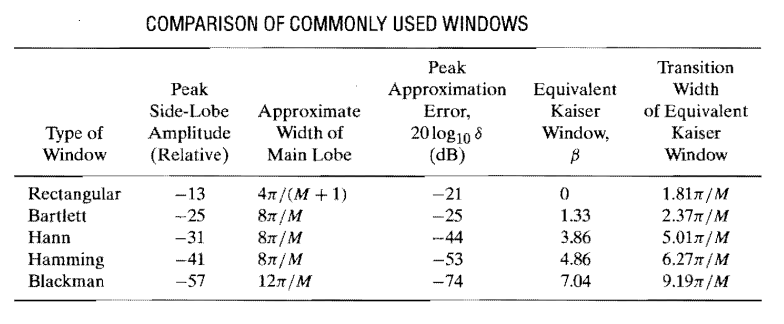 COMPARISON OF COMMONLY USED WINDOWS
Peak Transition
Peak Approximation Equivalent Width
Side-Lobe Approximate Error, Kaiser of Equivalent
Type of Amplitude Width of 20 log₁₀ δ Window, Kaiser
Window (Relative) Main Lobe (dB) β Window
Rectangular −13 4π/(M + 1) −21 0 1.81π/M
Bartlett −25 8π/M −25 1.33 2.37π/M
Hann −31 8π/M −44 3.86 5.01π/M
Hamming −41 8π/M −53 4.86 6.27π/M
Blackman −57 12π/M −74 7.04 9.19π/M